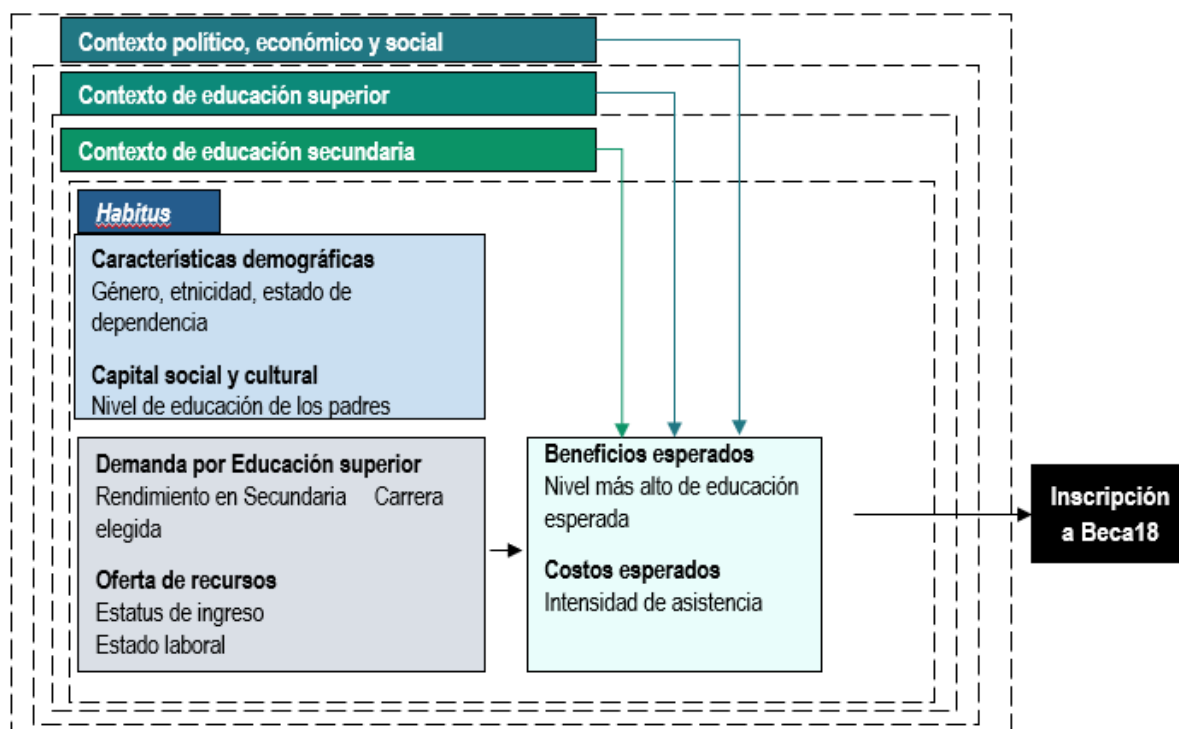 Contexto político, económico y social
Contexto de educación superior
Contexto de educación secundaria
Habitus
Características demográficas
Género, etnicidad, estado de
dependencia
Capital social y cultural
Nivel de educación de los padres
Demanda por Educación superior
Rendimiento en Secundaria Carrera
elegida
Oferta de recursos
Estatus de ingreso
Estado laboral
Beneficios esperados
Nivel más alto de educación
esperada
Costos esperados
Intensidad de asistencia
Inscripción
a Beca18